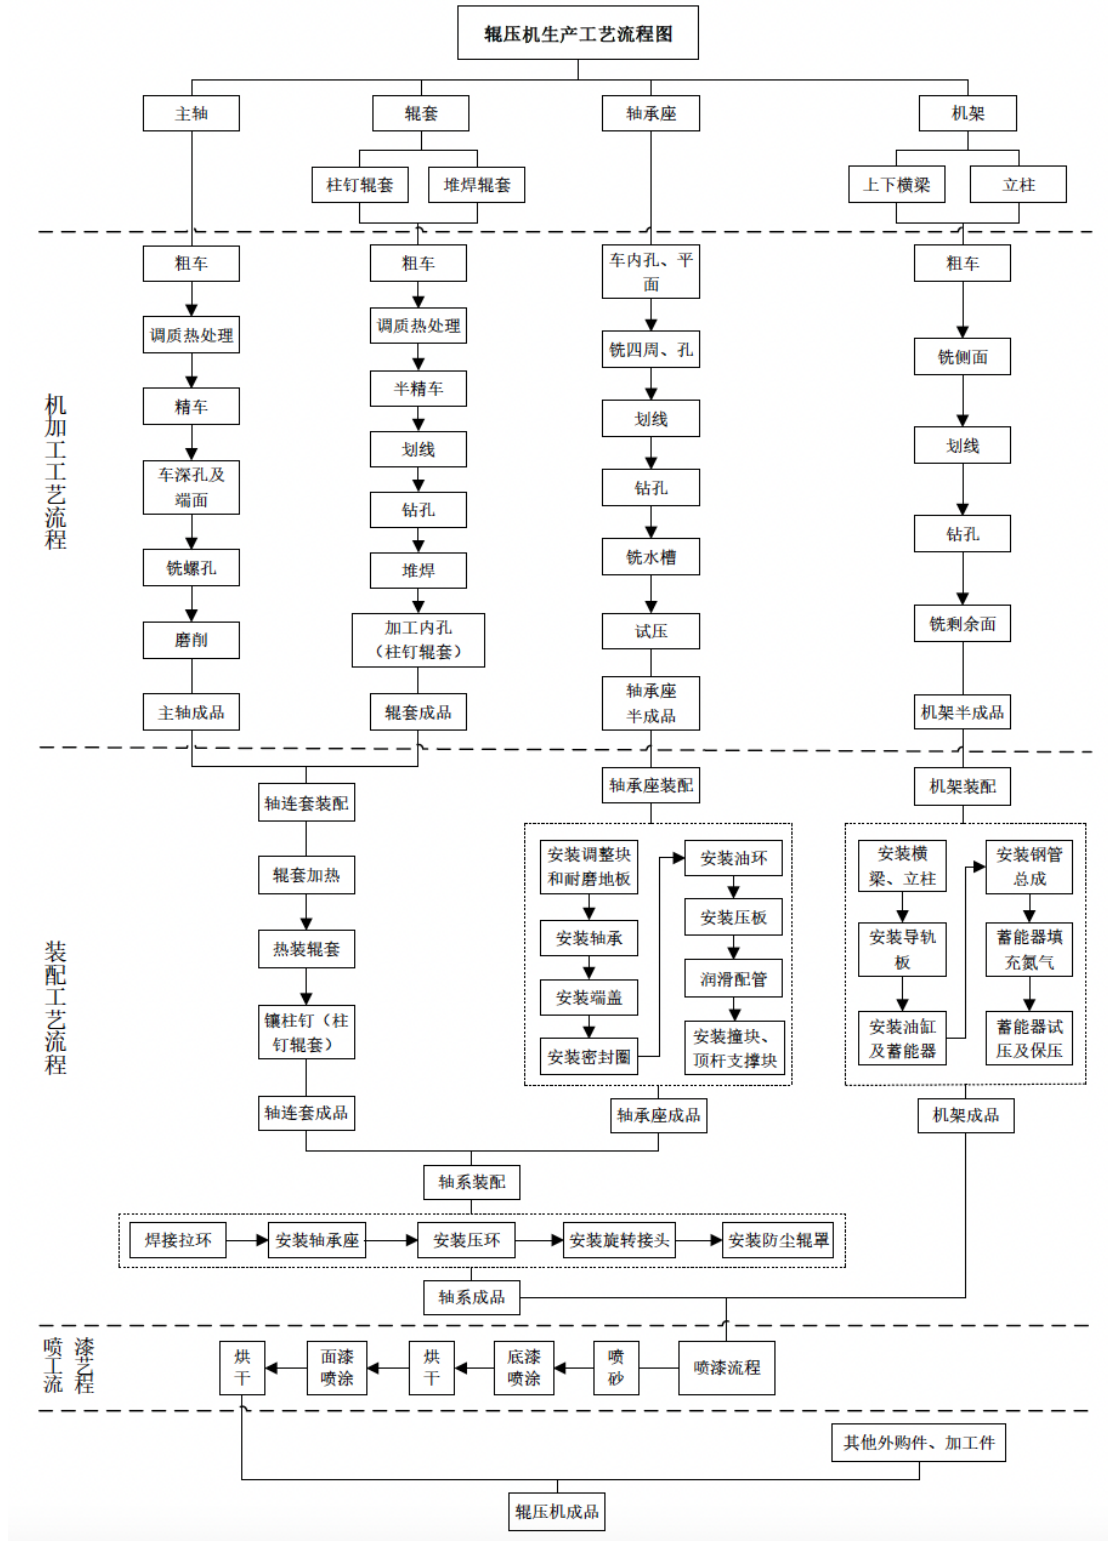 辊压机生产工艺流程图
主轴
辊套
轴承座
机架
柱钉辊套
堆焊辊套
上下横梁
立柱
机加工工艺流程
粗车
调质热处理
精车
车深孔及
端面
铣螺孔
磨削
主轴成品
粗车
调质热处理
半精车
划线
钻孔
堆焊
加工内孔
（柱钉辊套）
辊套成品
车内孔、平
面
铣四周、孔
划线
钻孔
铣水槽
试压
轴承座
半成品
粗车
铣侧面
划线
钻孔
铣剩余面
机架半成品
装配工艺流程
轴连套装配
辊套加热
热装辊套
镶柱钉（柱
钉辊套）
轴连套成品
轴承座装配
安装调整块
和耐磨地板
安装轴承
安装端盖
安装密封圈
安装油环
安装压板
润滑配管
安装撞块、
顶杆支撑块
轴承座成品
机架装配
安装横
梁、立柱
安装导轨
板
安装油缸
及蓄能器
安装钢管
总成
蓄能器填
充氮气
蓄能器试
压及保压
机架成品
轴系装配
焊接拉环
安装轴承座
安装压环
安装旋转接头
安装防尘辊罩
轴系成品
喷漆
工艺
流程
喷漆流程
喷
砂
底漆
喷涂
烘
干
面漆
喷涂
烘
干
其他外购件、加工件
辊压机成品